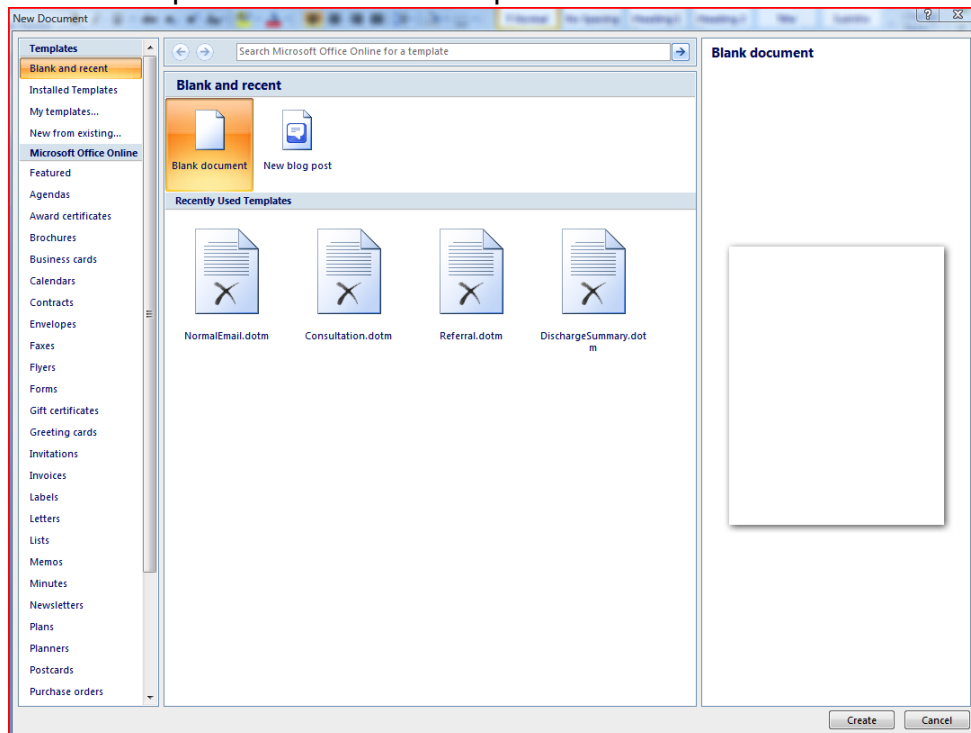 New Document
Templates
Blank and recent
Installed Templates
My templates...
New from existing...
Microsoft Office Online
Featured
Agendas
Award certificates
Brochures
Business cards
Calendars
Contracts
Envelopes
Faxes
Flyers
Forms
Gift certificates
Greeting cards
Invitations
Invoices
Labels
Letters
Lists
Memos
Minutes
Newsletters
Plans
Planners
Postcards
Purchase orders
Search Microsoft Office Online for a template
Blank and recent
Blank document
New blog post
Recently Used Templates
NormalEmail.dotm
Consultation.dotm
Referral.dotm
DischargeSummary.dot
m
Blank document
Create
Cancel